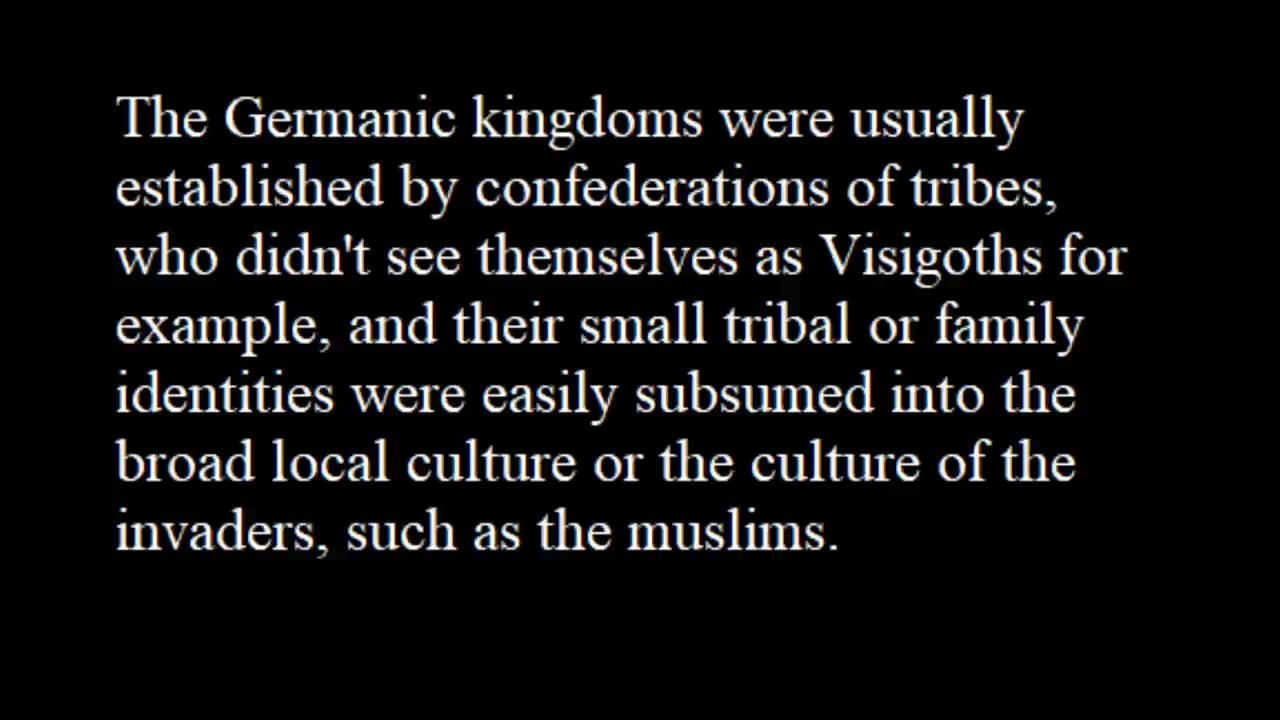 The Germanic kingdoms were usually
established by confederations of tribes,
who didn't see themselves as Visigoths for
example, and their small tribal or family
identities were easily subsumed into the
broad local culture or the culture of the
invaders, such as the muslims.